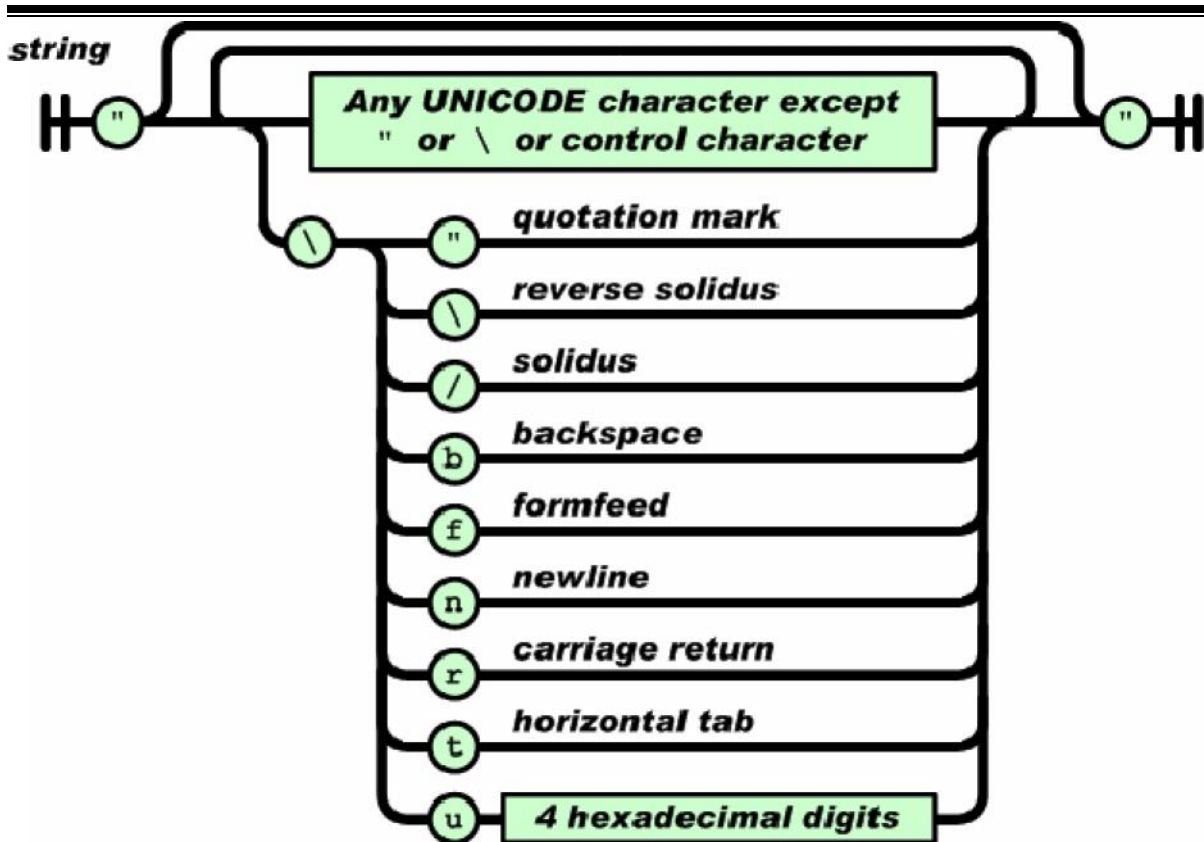 string
"
Any UNICODE character except
" or \ or control character
"
\
" quotation mark
\ reverse solidus
/ solidus
b backspace
f formfeed
n newline
r carriage return
t horizontal tab
u 4 hexadecimal digits